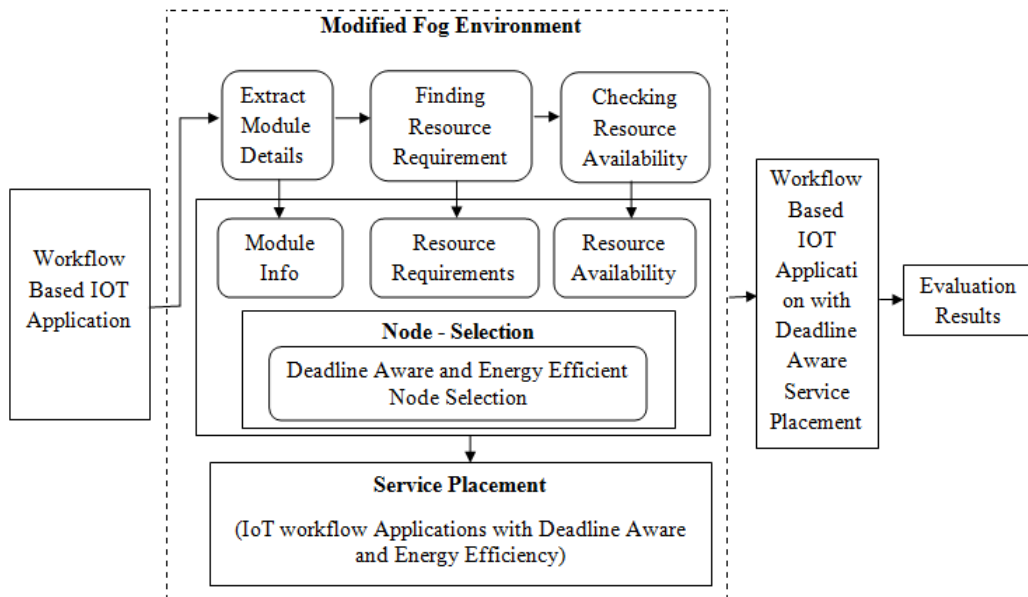 Modified Fog Environment
Extract
Module
Details
Finding
Resource
Requirement
Checking
Resource
Availability
Workflow
Based IOT
Application
Module
Info
Resource
Requirements
Resource
Availability
Node - Selection
Deadline Aware and Energy Efficient
Node Selection
Service Placement
(IoT workflow Applications with Deadline Aware
and Energy Efficiency)
Workflow
Based
IOT
Applicati
on with
Deadline
Aware
Service
Placement
Evaluation
Results